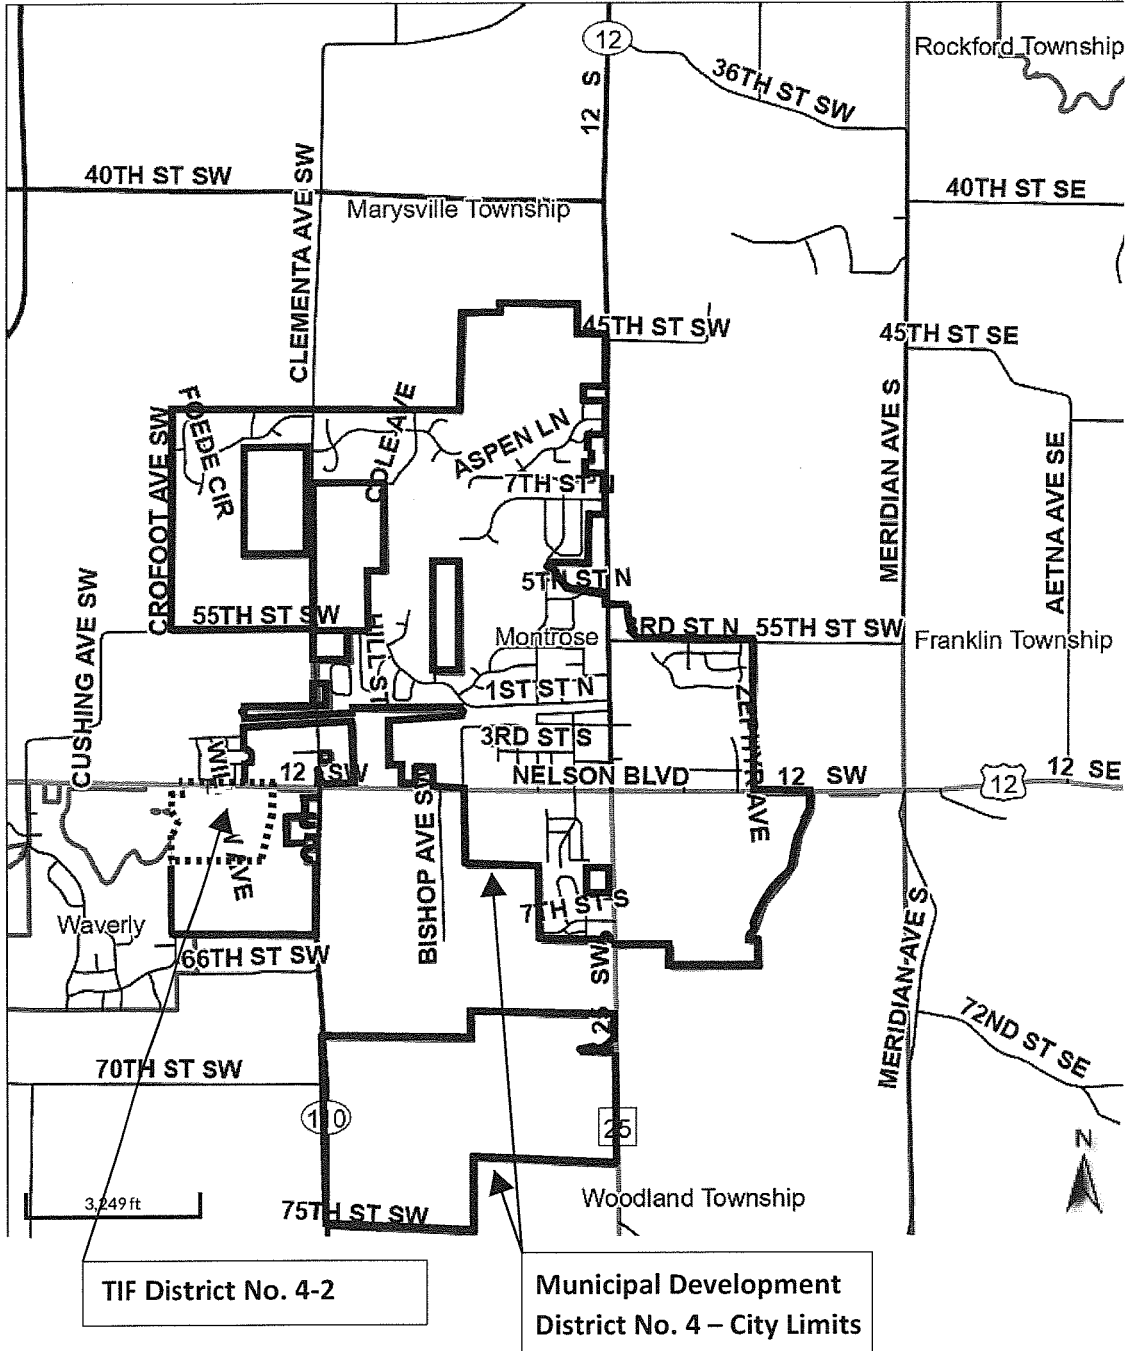 12
Rockford Township
36TH ST SW
12 S
40TH ST SW
CLEMENTA AVE SW
Marysville Township
40TH ST SE
45TH ST SW
45TH ST SE
MERIDIAN AVE S
FOEDE CIR
COLE AVE
ASPEN LN
CROFOOT AVE SW
7TH ST
AETNA AVE SE
5TH ST N
CUSHING AVE SW
55TH ST SW
HILL ST
Montrose
3RD ST N
55TH ST SW
Franklin Township
1ST ST N
ZEPHYR AVE
3RD ST S
12 SW
NELSON BLVD
12 SW
12
12 SE
BISHOP AVE SW
AVE
7TH ST S
Waverly
66TH ST SW
25 SW
MERIDIAN AVE S
72ND ST SE
70TH ST SW
110
25
N
3,249 ft
75TH ST SW
Woodland Township
TIF District No. 4-2
Municipal Development
District No. 4 – City Limits